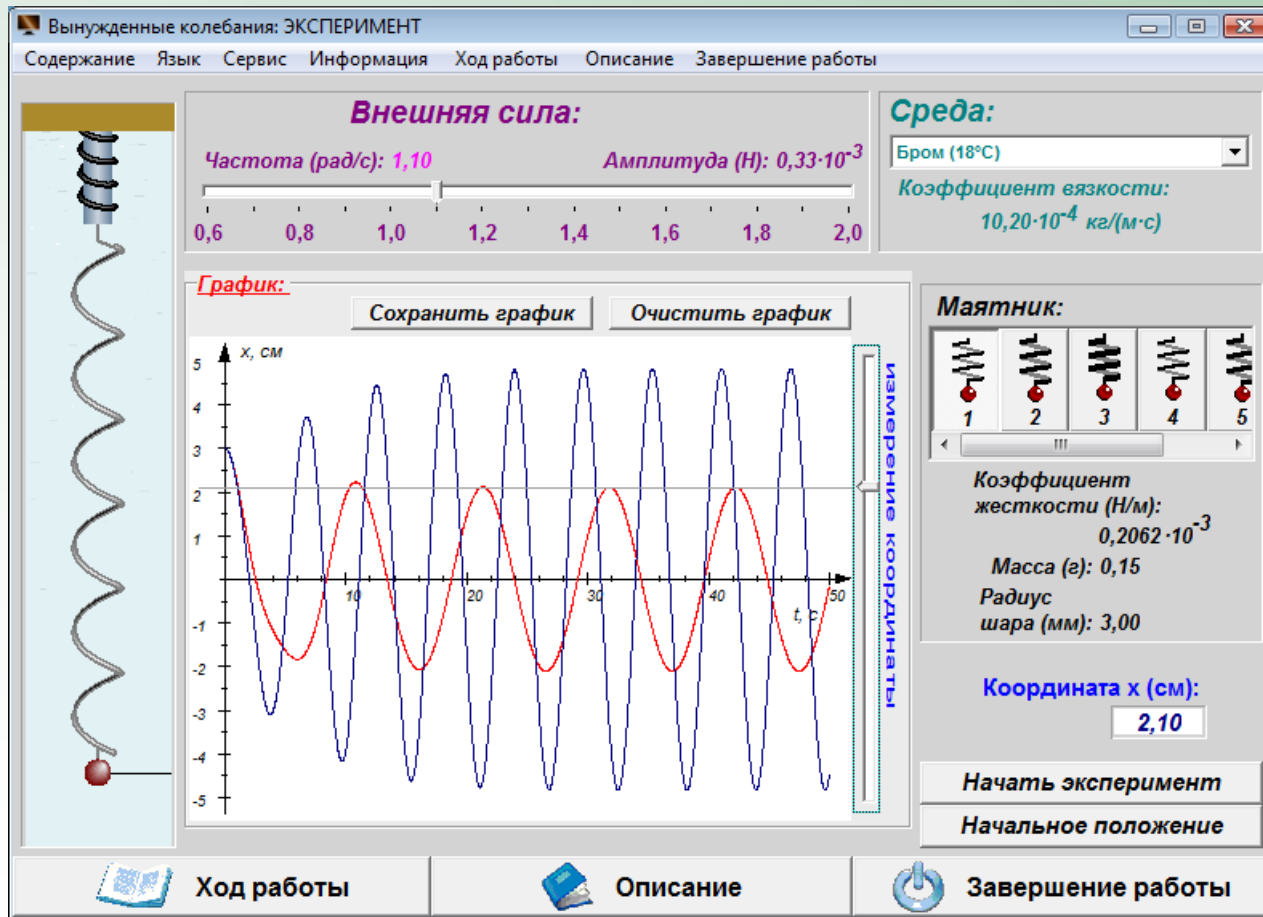 Вынужденные колебания: ЭКСПЕРИМЕНТ
Содержание Язык Сервис Информация Ход работы Описание Завершение работы
Внешняя сила:
Частота (рад/с): 1,10 Амплитуда (Н): 0,33·10⁻³
0,6 0,8 1,0 1,2 1,4 1,6 1,8 2,0
Среда:
Бром (18°C)
Коэффициент вязкости:
10,20·10⁻⁴ кг/(м·с)
График:
Сохранить график Очистить график
x, см
5
4
3
2
1
-1
-2
-3
-4
-5
10 20 30 40 50
t, с
измерение координаты
Маятник:
1 2 3 4 5
Коэффициент
жесткости (Н/м):
0,2062·10⁻³
Масса (г): 0,15
Радиус
шара (мм): 3,00
Координата x (см):
2,10
Начать эксперимент
Начальное положение
Ход работы Описание Завершение работы